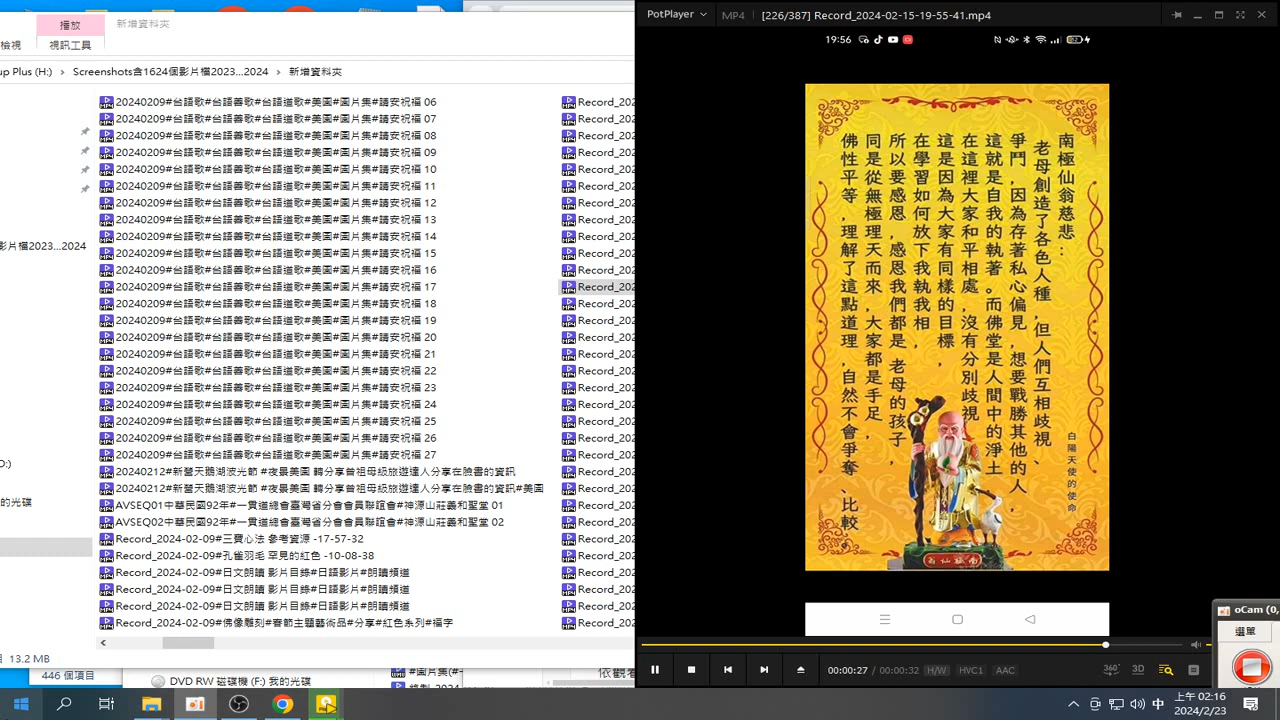 播放
新增資料夾
檢視
視訊工具
up Plus (H:) › Screenshots含1624個影片檔2023...2024 › 新增資料夾
20240209#台語歌#台語善歌#台語道歌#美圖#圖片集#請安祝福 06
20240209#台語歌#台語善歌#台語道歌#美圖#圖片集#請安祝福 07
20240209#台語歌#台語善歌#台語道歌#美圖#圖片集#請安祝福 08
20240209#台語歌#台語善歌#台語道歌#美圖#圖片集#請安祝福 09
20240209#台語歌#台語善歌#台語道歌#美圖#圖片集#請安祝福 10
20240209#台語歌#台語善歌#台語道歌#美圖#圖片集#請安祝福 11
20240209#台語歌#台語善歌#台語道歌#美圖#圖片集#請安祝福 12
20240209#台語歌#台語善歌#台語道歌#美圖#圖片集#請安祝福 13
20240209#台語歌#台語善歌#台語道歌#美圖#圖片集#請安祝福 14
20240209#台語歌#台語善歌#台語道歌#美圖#圖片集#請安祝福 15
20240209#台語歌#台語善歌#台語道歌#美圖#圖片集#請安祝福 16
20240209#台語歌#台語善歌#台語道歌#美圖#圖片集#請安祝福 17
20240209#台語歌#台語善歌#台語道歌#美圖#圖片集#請安祝福 18
20240209#台語歌#台語善歌#台語道歌#美圖#圖片集#請安祝福 19
20240209#台語歌#台語善歌#台語道歌#美圖#圖片集#請安祝福 20
20240209#台語歌#台語善歌#台語道歌#美圖#圖片集#請安祝福 21
20240209#台語歌#台語善歌#台語道歌#美圖#圖片集#請安祝福 22
20240209#台語歌#台語善歌#台語道歌#美圖#圖片集#請安祝福 23
20240209#台語歌#台語善歌#台語道歌#美圖#圖片集#請安祝福 24
20240209#台語歌#台語善歌#台語道歌#美圖#圖片集#請安祝福 25
20240209#台語歌#台語善歌#台語道歌#美圖#圖片集#請安祝福 26
20240209#台語歌#台語善歌#台語道歌#美圖#圖片集#請安祝福 27
20240212#新營天鵝湖波光節 #夜景美圖 轉分享曾祖母級旅遊達人分享在臉書的資訊
20240212#新營天鵝湖波光節 #夜景美圖 轉分享曾祖母級旅遊達人分享在臉書的資訊#美圖
AVSEQ01中華民國92年#一貫道總會臺灣省分會會員聯誼會#神源山莊義和聖堂 01
AVSEQ02中華民國92年#一貫道總會臺灣省分會會員聯誼會#神源山莊義和聖堂 02
Record_2024-02-09#三寶心法 參考資源 -17-57-32
Record_2024-02-09#孔雀羽毛 罕見的紅色 -10-08-38
Record_2024-02-09#日文朗讀 影片目錄#日語影片#朗讀頻道
Record_2024-02-09#日文朗讀 影片目錄#日語影片#朗讀頻道
Record_2024-02-09#日文朗讀 影片目錄#日語影片#朗讀頻道
Record_2024-02-09#佛像雕刻#春節主題藝術品#分享#紅色系列#福字
影片檔2023...2024
D:)
的光碟
13.2 MB
446 個項目
DVD RW 磁碟機 (F:) 我的光碟
#圖片集(#
依觀看
PotPlayer
MP4
[226/387] Record_2024-02-15-19-55-41.mp4
19:56
南極仙翁慈悲：
老母創造了各色人種，但人們互相歧視、
爭鬥，因為存著私心偏見，想要戰勝其他的人，
這就是自我的執著。而佛堂是人間中的淨土
在這裡大家和平相處，沒有分別歧視
這是因為大家有同樣的目標，
在學習如何放下我執我相，
所以要感恩，感恩我們都是 老母的孩子，
同是從無極理天而來，大家都是手足，
佛性平等，理解了這點道理，自然不會爭奪、比較。
白陽天使的使命
南極仙翁
00:00:27 / 00:00:32
H/W
HVC1
AAC
360°
3D
oCam (0,
選單
中
上午 02:16
2024/2/23